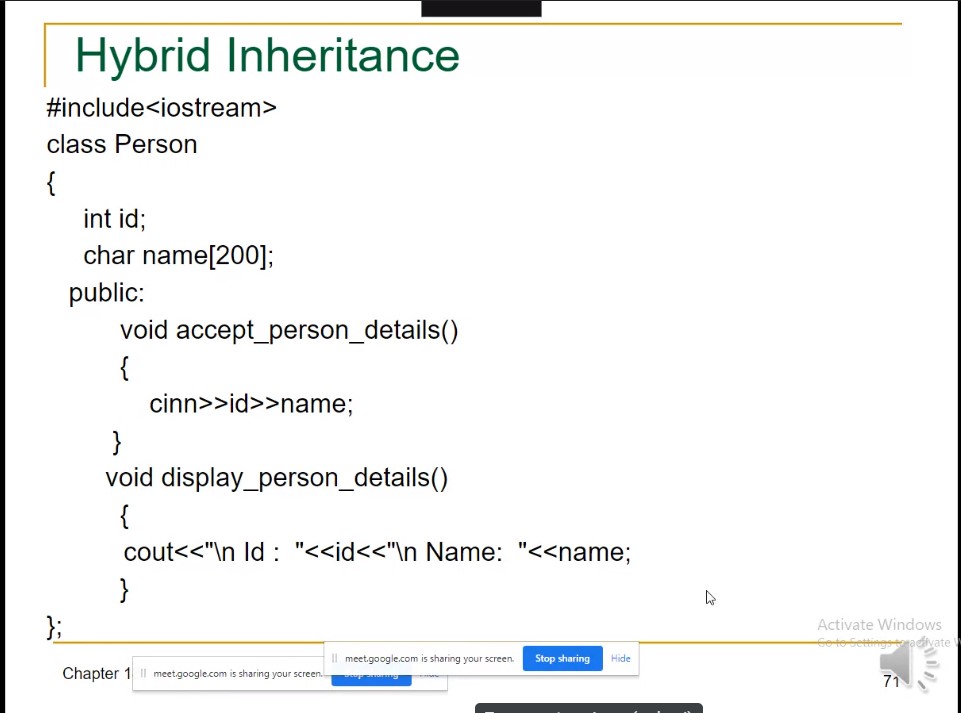 Hybrid Inheritance
#include<iostream>
class Person
{
int id;
char name[200];
public:
void accept_person_details()
{
cinn>>id>>name;
}
void display_person_details()
{
cout<<"\n Id :  "<<id<<"\n Name:  "<<name;
}
};
Activate Windows
Go to Settings to activate W
Chapter 1
meet.google.com is sharing your screen.
Stop sharing
Hide
meet.google.com is sharing your screen.
Stop sharing
Hide
71